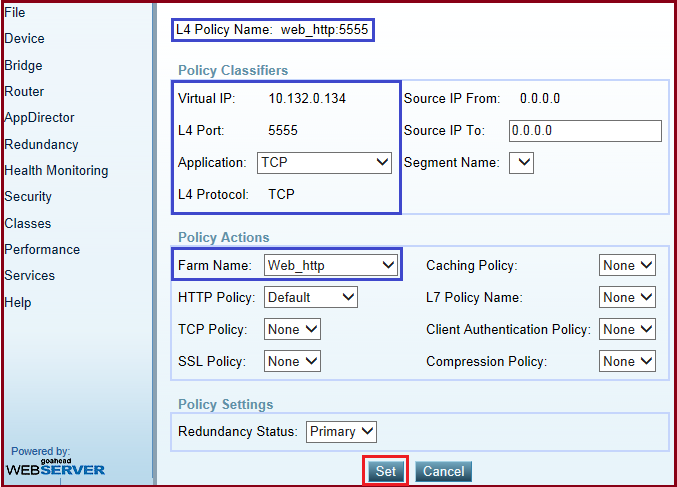 File
Device
Bridge
Router
AppDirector
Redundancy
Health Monitoring
Security
Classes
Performance
Services
Help
Powered by:
goahead
WEBSERVER
L4 Policy Name: web_http:5555
Policy Classifiers
Virtual IP: 10.132.0.134 Source IP From: 0.0.0.0
L4 Port: 5555 Source IP To: 0.0.0.0
Application: TCP Segment Name:
L4 Protocol: TCP
Policy Actions
Farm Name: Web_http Caching Policy: None
HTTP Policy: Default L7 Policy Name: None
TCP Policy: None Client Authentication Policy: None
SSL Policy: None Compression Policy: None
Policy Settings
Redundancy Status: Primary
Set Cancel